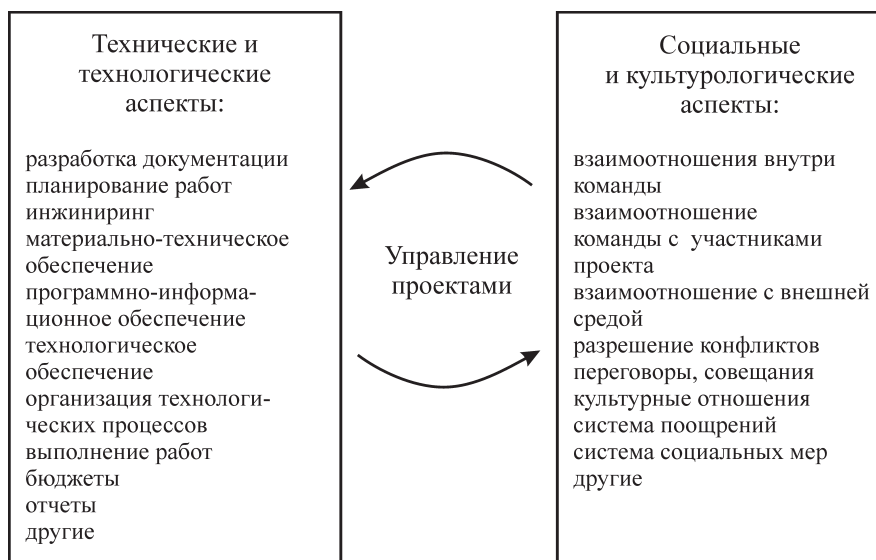 Технические и
технологические
аспекты:
разработка документации
планирование работ
инжиниринг
материально-техническое
обеспечение
программно-информа-
ционное обеспечение
технологическое
обеспечение
организация технологи-
ческих процессов
выполнение работ
бюджеты
отчеты
другие
Управление
проектами
Социальные
и культурологические
аспекты:
взаимоотношения внутри
команды
взаимоотношение
команды с участниками
проекта
взаимоотношение с внешней
средой
разрешение конфликтов
переговоры, совещания
культурные отношения
система поощрений
система социальных мер
другие